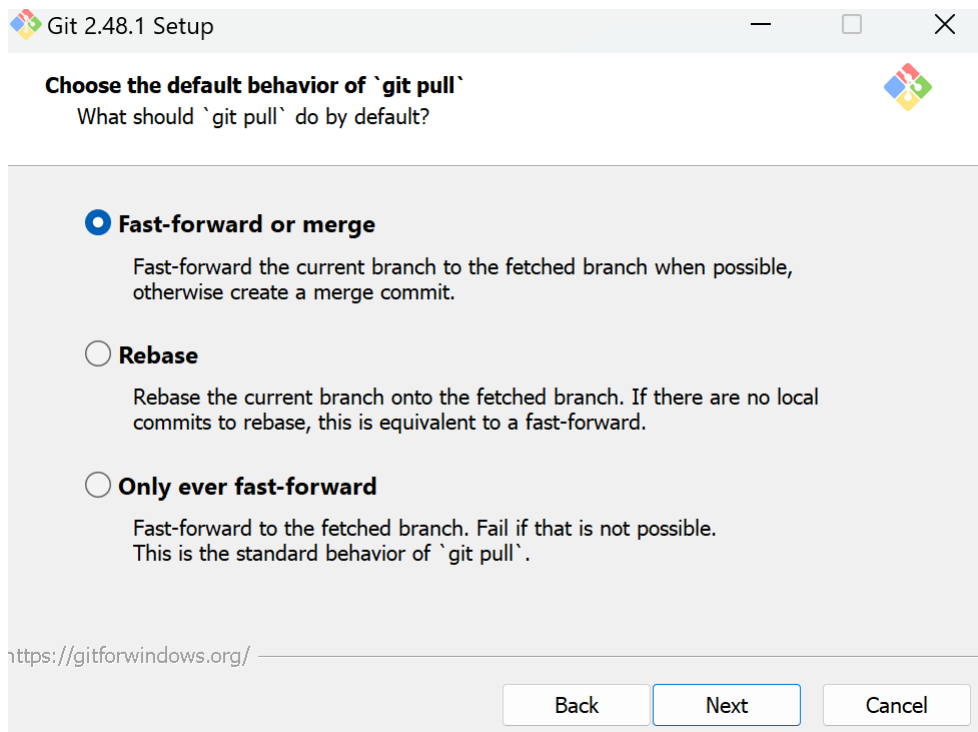 Git 2.48.1 Setup
Choose the default behavior of `git pull`
What should `git pull` do by default?
Fast-forward or merge
Fast-forward the current branch to the fetched branch when possible,
otherwise create a merge commit.
Rebase
Rebase the current branch onto the fetched branch. If there are no local
commits to rebase, this is equivalent to a fast-forward.
Only ever fast-forward
Fast-forward to the fetched branch. Fail if that is not possible.
This is the standard behavior of `git pull`.
https://gitforwindows.org/
Back Next Cancel